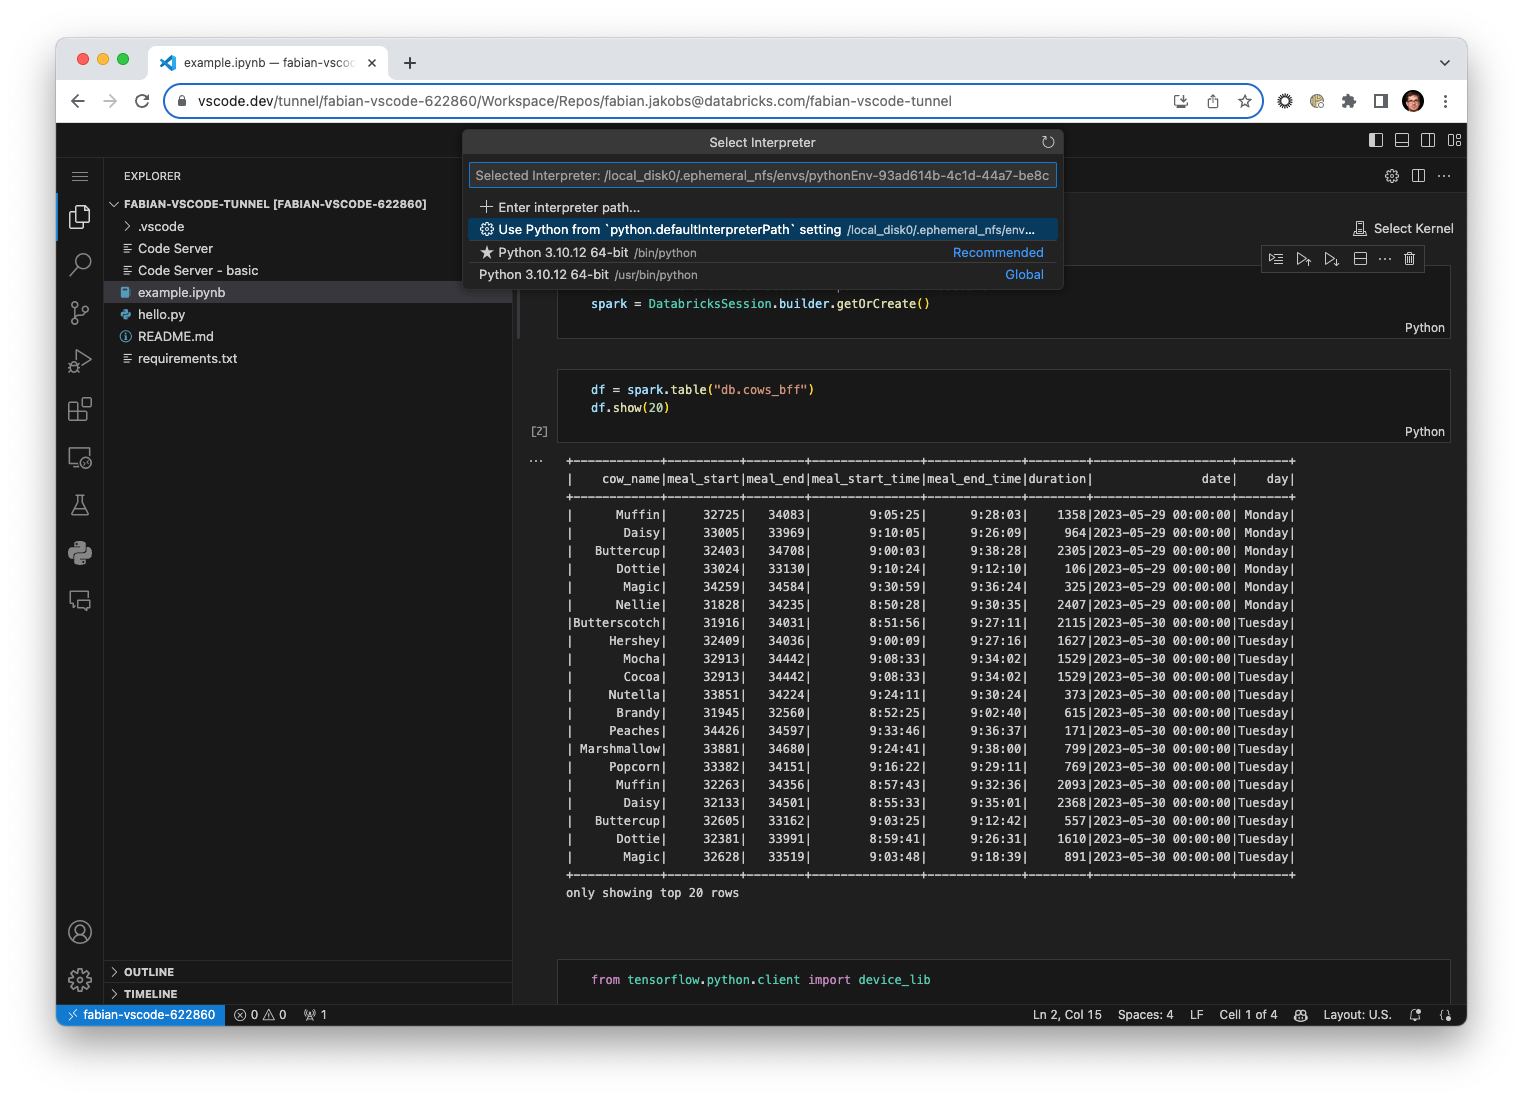 example.ipynb — fabian-vsco
vscode.dev/tunnel/fabian-vscode-622860/Workspace/Repos/fabian.jakobs@databricks.com/fabian-vscode-tunnel
Select Interpreter
Selected Interpreter: /local_disk0/.ephemeral_nfs/envs/pythonEnv-93ad614b-4c1d-44a7-be8c
Enter interpreter path...
Use Python from `python.defaultInterpreterPath` setting /local_disk0/.ephemeral_nfs/env...
Python 3.10.12 64-bit /bin/python Recommended
Python 3.10.12 64-bit /usr/bin/python Global
EXPLORER
FABIAN-VSCODE-TUNNEL [FABIAN-VSCODE-622860]
.vscode
Code Server
Code Server - basic
example.ipynb
hello.py
README.md
requirements.txt
OUTLINE
TIMELINE
Select Kernel
spark = DatabricksSession.builder.getOrCreate()
Python
df = spark.table("db.cows_bff")
df.show(20)
[2]
Python
...
+------------+----------+--------+---------------+-------------+--------+-------------------+-------+
|    cow_name|meal_start|meal_end|meal_start_time|meal_end_time|duration|               date|    day|
+------------+----------+--------+---------------+-------------+--------+-------------------+-------+
|      Muffin|     32725|   34083|        9:05:25|      9:28:03|    1358|2023-05-29 00:00:00| Monday|
|       Daisy|     33005|   33969|        9:10:05|      9:26:09|     964|2023-05-29 00:00:00| Monday|
|   Buttercup|     32403|   34708|        9:00:03|      9:38:28|    2305|2023-05-29 00:00:00| Monday|
|      Dottie|     33024|   33130|        9:10:24|      9:12:10|     106|2023-05-29 00:00:00| Monday|
|       Magic|     34259|   34584|        9:30:59|      9:36:24|     325|2023-05-29 00:00:00| Monday|
|      Nellie|     31828|   34235|        8:50:28|      9:30:35|    2407|2023-05-29 00:00:00| Monday|
|Butterscotch|     31916|   34031|        8:51:56|      9:27:11|    2115|2023-05-30 00:00:00|Tuesday|
|     Hershey|     32409|   34036|        9:00:09|      9:27:16|    1627|2023-05-30 00:00:00|Tuesday|
|       Mocha|     32913|   34442|        9:08:33|      9:34:02|    1529|2023-05-30 00:00:00|Tuesday|
|       Cocoa|     32913|   34442|        9:08:33|      9:34:02|    1529|2023-05-30 00:00:00|Tuesday|
|     Nutella|     33851|   34224|        9:24:11|      9:30:24|     373|2023-05-30 00:00:00|Tuesday|
|      Brandy|     31945|   32560|        8:52:25|      9:02:40|     615|2023-05-30 00:00:00|Tuesday|
|     Peaches|     34426|   34597|        9:33:46|      9:36:37|     171|2023-05-30 00:00:00|Tuesday|
| Marshmallow|     33881|   34680|        9:24:41|      9:38:00|     799|2023-05-30 00:00:00|Tuesday|
|     Popcorn|     33382|   34151|        9:16:22|      9:29:11|     769|2023-05-30 00:00:00|Tuesday|
|      Muffin|     32263|   34356|        8:57:43|      9:32:36|    2093|2023-05-30 00:00:00|Tuesday|
|       Daisy|     32133|   34501|        8:55:33|      9:35:01|    2368|2023-05-30 00:00:00|Tuesday|
|   Buttercup|     32605|   33162|        9:03:25|      9:12:42|     557|2023-05-30 00:00:00|Tuesday|
|      Dottie|     32381|   33991|        8:59:41|      9:26:31|    1610|2023-05-30 00:00:00|Tuesday|
|       Magic|     32628|   33519|        9:03:48|      9:18:39|     891|2023-05-30 00:00:00|Tuesday|
+------------+----------+--------+---------------+-------------+--------+-------------------+-------+
only showing top 20 rows
from tensorflow.python.client import device_lib
fabian-vscode-622860 0 0 1 Ln 2, Col 15 Spaces: 4 LF Cell 1 of 4 Layout: U.S.